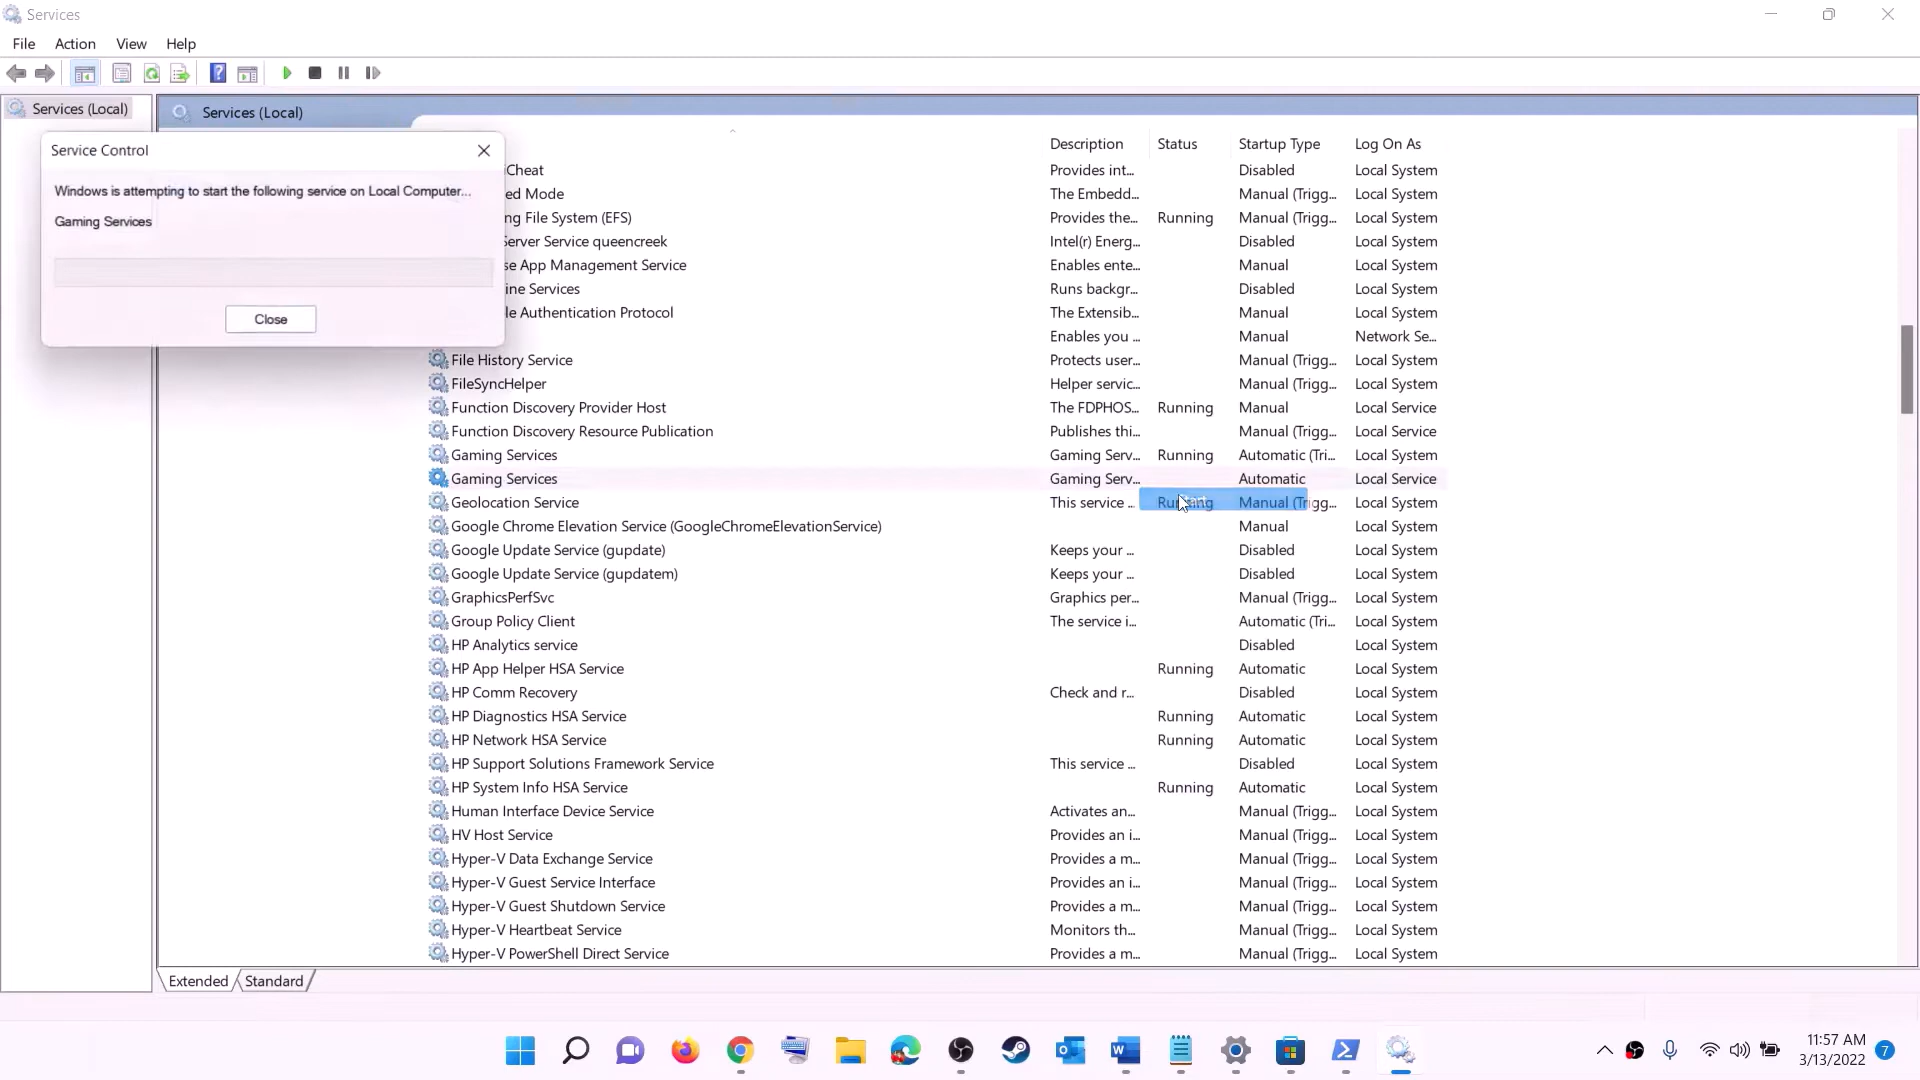 Services
File Action View Help
Services (Local)
Services (Local)
Service Control
Windows is attempting to start the following service on Local Computer...
Gaming Services
Close
Description Status Startup Type Log On As
Cheat Provides int... Disabled Local System
ed Mode The Embedd... Manual (Trigg... Local System
ng File System (EFS) Provides the... Running Manual (Trigg... Local System
Server Service queencreek Intel(r) Energ... Disabled Local System
se App Management Service Enables ente... Manual Local System
ine Services Runs backgr... Disabled Local System
le Authentication Protocol The Extensib... Manual Local System
Enables you ... Manual Network Se...
File History Service Protects user... Manual (Trigg... Local System
FileSyncHelper Helper servic... Manual (Trigg... Local System
Function Discovery Provider Host The FDPHOS... Running Manual Local Service
Function Discovery Resource Publication Publishes thi... Manual (Trigg... Local Service
Gaming Services Gaming Serv... Running Automatic (Tri... Local System
Gaming Services Gaming Serv... Automatic Local Service
Geolocation Service This service ... Running Manual (Trigg... Local System
Google Chrome Elevation Service (GoogleChromeElevationService) Manual Local System
Google Update Service (gupdate) Keeps your ... Disabled Local System
Google Update Service (gupdatem) Keeps your ... Disabled Local System
GraphicsPerfSvc Graphics per... Manual (Trigg... Local System
Group Policy Client The service i... Automatic (Tri... Local System
HP Analytics service Disabled Local System
HP App Helper HSA Service Running Automatic Local System
HP Comm Recovery Check and r... Disabled Local System
HP Diagnostics HSA Service Running Automatic Local System
HP Network HSA Service Running Automatic Local System
HP Support Solutions Framework Service This service ... Disabled Local System
HP System Info HSA Service Running Automatic Local System
Human Interface Device Service Activates an... Manual (Trigg... Local System
HV Host Service Provides an i... Manual (Trigg... Local System
Hyper-V Data Exchange Service Provides a m... Manual (Trigg... Local System
Hyper-V Guest Service Interface Provides an i... Manual (Trigg... Local System
Hyper-V Guest Shutdown Service Provides a m... Manual (Trigg... Local System
Hyper-V Heartbeat Service Monitors th... Manual (Trigg... Local System
Hyper-V PowerShell Direct Service Provides a m... Manual (Trigg... Local System
Extended Standard
11:57 AM
3/13/2022 7